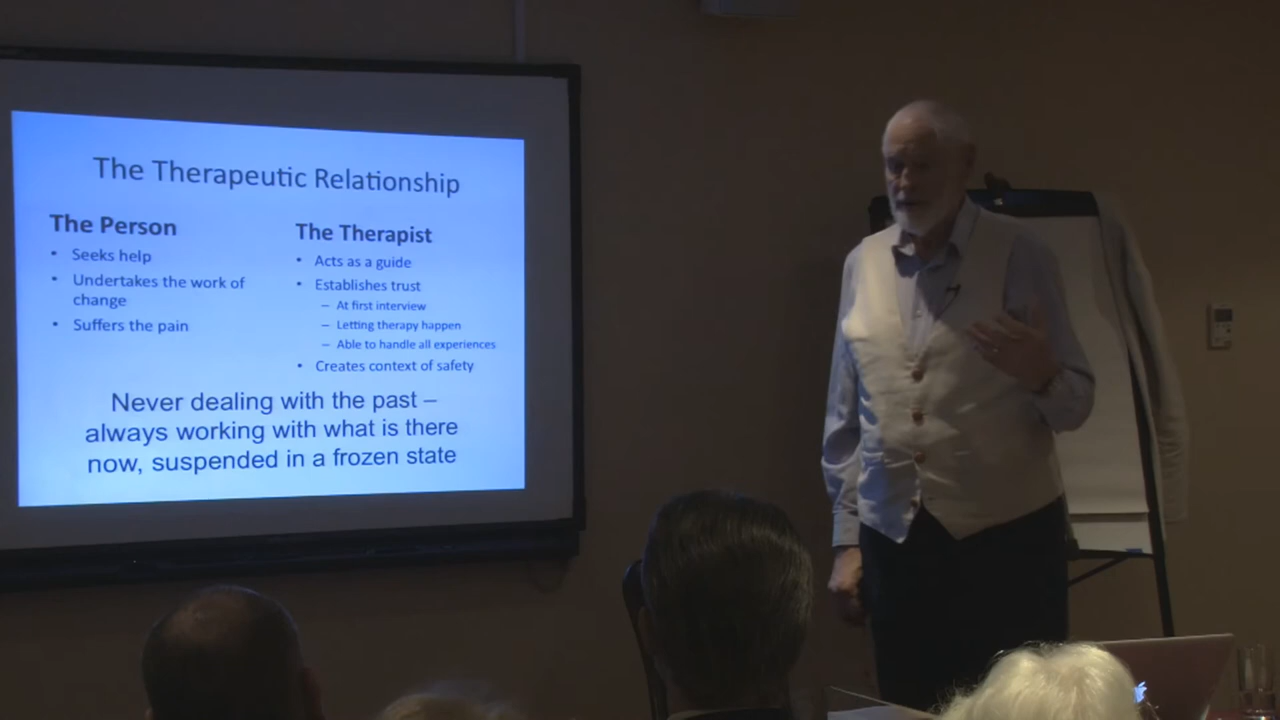 The Therapeutic Relationship
The Person
• Seeks help
• Undertakes the work of
change
• Suffers the pain
The Therapist
• Acts as a guide
• Establishes trust
– At first interview
– Letting therapy happen
– Able to handle all experiences
• Creates context of safety
Never dealing with the past –
always working with what is there
now, suspended in a frozen state